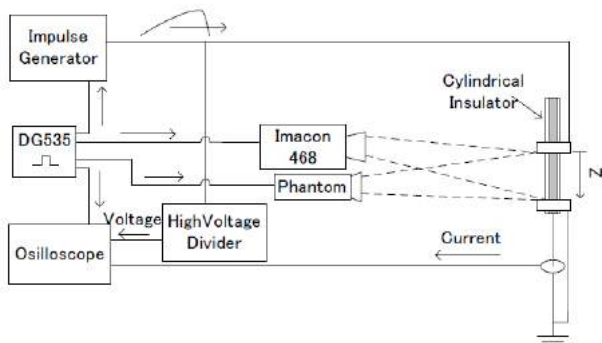 Impulse
Generator
Cylindrical
Insulator
DG535
Imacon
468
Phantom
Z
Voltage
HighVoltage
Divider
Osilloscope
Current